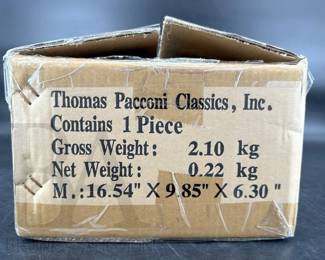 Thomas Pacconi Classics, Inc.
Contains 1 Piece
Gross Weight: 2.10 kg
Net Weight: 0.22 kg
M.:16.54" X 9.85" X 6.30"